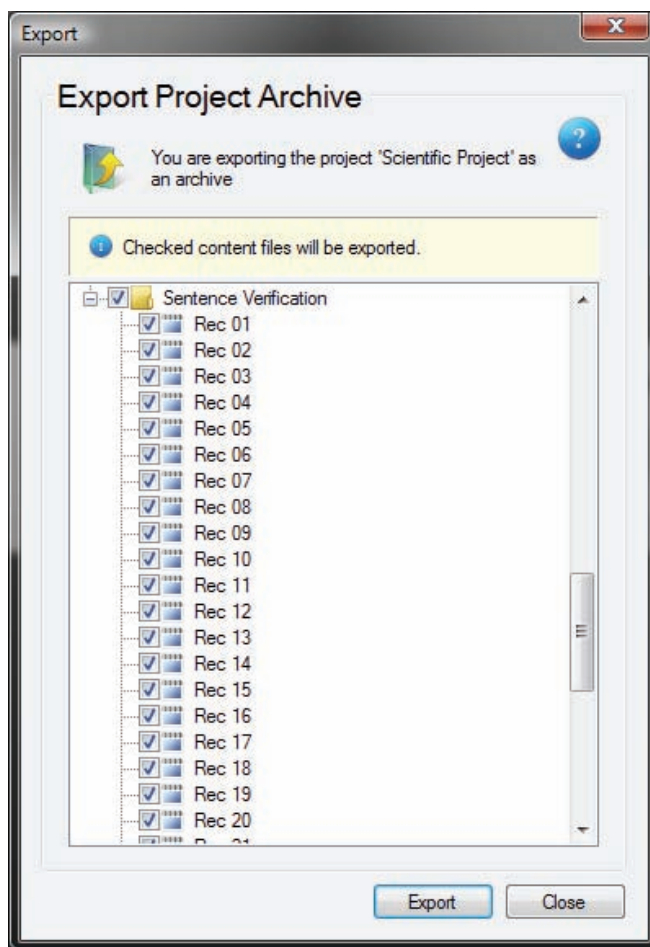 Export
Export Project Archive
You are exporting the project 'Scientific Project' as
an archive
Checked content files will be exported.
Sentence Verification
Rec 01
Rec 02
Rec 03
Rec 04
Rec 05
Rec 06
Rec 07
Rec 08
Rec 09
Rec 10
Rec 11
Rec 12
Rec 13
Rec 14
Rec 15
Rec 16
Rec 17
Rec 18
Rec 19
Rec 20
Export Close